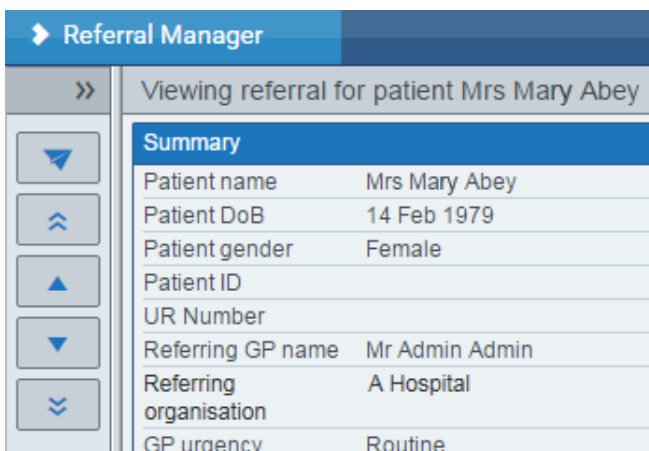 Referral Manager
» Viewing referral for patient Mrs Mary Abey
Summary
Patient name Mrs Mary Abey
Patient DoB 14 Feb 1979
Patient gender Female
Patient ID
UR Number
Referring GP name Mr Admin Admin
Referring A Hospital
organisation
GP urgency Routine